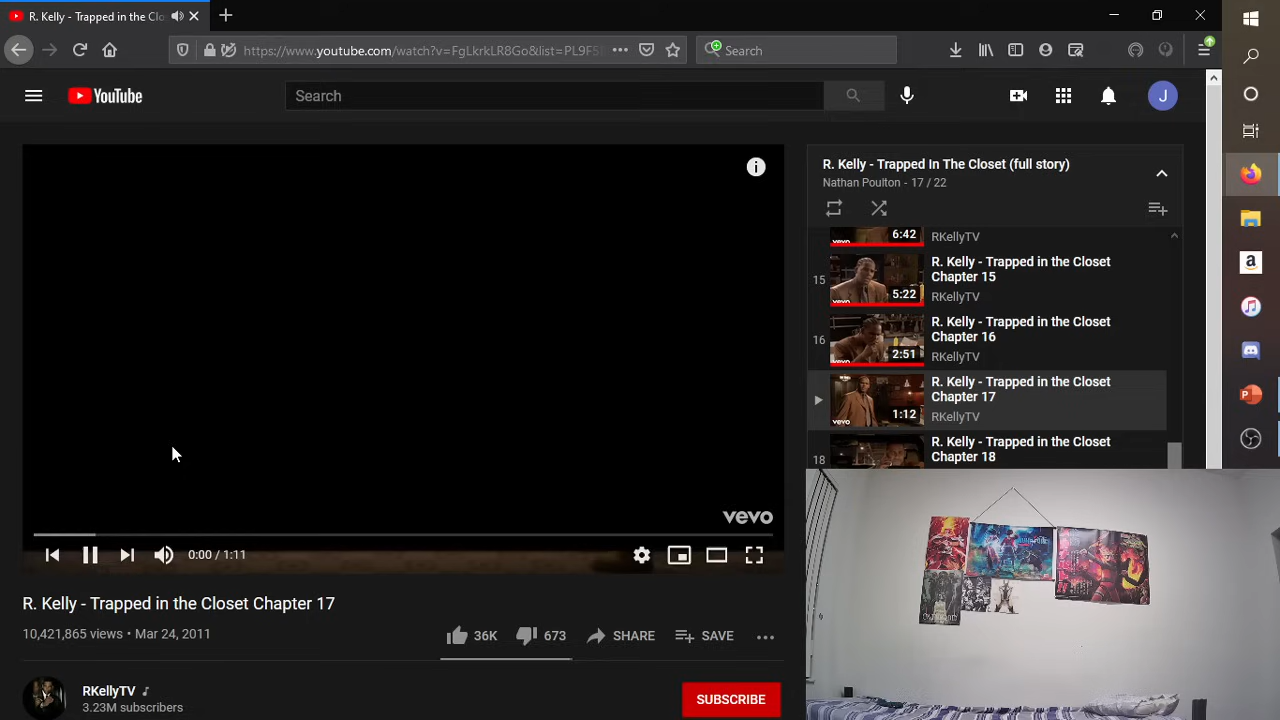 R. Kelly - Trapped in the Clo
https://www.youtube.com/watch?v=FgLkrkLR8Go&list=PL9F5
Search
YouTube
Search
J
R. Kelly - Trapped In The Closet (full story)
Nathan Poulton - 17 / 22
6:42
RKellyTV
15
5:22
R. Kelly - Trapped in the Closet
Chapter 15
RKellyTV
16
2:51
R. Kelly - Trapped in the Closet
Chapter 16
RKellyTV
1:12
R. Kelly - Trapped in the Closet
Chapter 17
RKellyTV
18
R. Kelly - Trapped in the Closet
Chapter 18
vevo
0:00 / 1:11
R. Kelly - Trapped in the Closet Chapter 17
10,421,865 views • Mar 24, 2011
36K
673
SHARE
SAVE
RKellyTV
3.23M subscribers
SUBSCRIBE